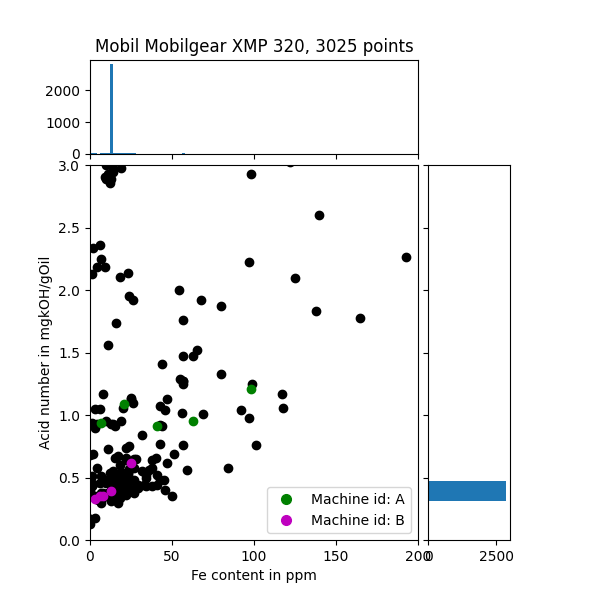 Mobil Mobilgear XMP 320, 3025 points
2000
1000
0
3.0
2.5
2.0
1.5
1.0
0.5
0.0
Acid number in mgkOH/gOil
Machine id: A
Machine id: B
0 50 100 150 200 0 2500
Fe content in ppm